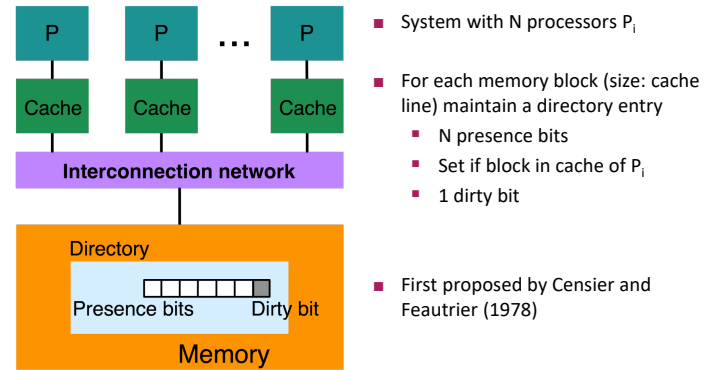 P P ... P
Cache Cache Cache
Interconnection network
Directory
Presence bits Dirty bit
Memory
System with N processors Pi
For each memory block (size: cache
line) maintain a directory entry
N presence bits
Set if block in cache of Pi
1 dirty bit
First proposed by Censier and
Feautrier (1978)